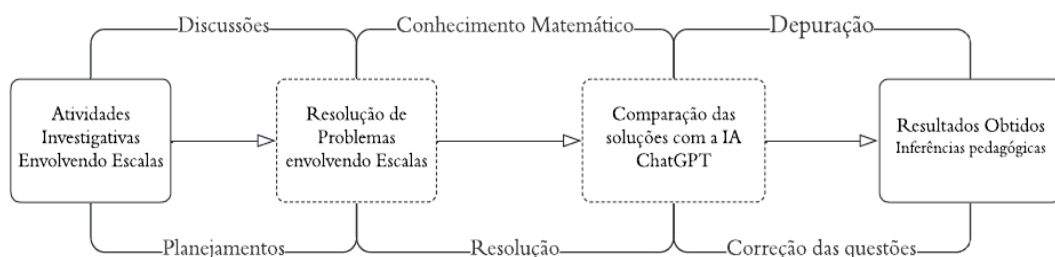 Discussões
Conhecimento Matemático
Depuração
Atividades
Investigativas
Envolvendo Escalas
Resolução de
Problemas
envolvendo Escalas
Comparação das
soluções com a IA
ChatGPT
Resultados Obtidos
Inferências pedagógicas
Planejamentos
Resolução
Correção das questões